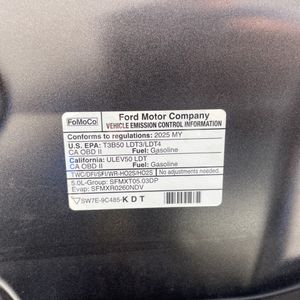 FoMoCo
Ford Motor Company
VEHICLE EMISSION CONTROL INFORMATION
Conforms to regulations: 2025 MY
U.S. EPA: T3B50 LDT3/LDT4
CA OBD II Fuel: Gasoline
California: ULEV50 LDT
CA OBD II Fuel: Gasoline
TWC/DFI/SFI/WR-HO2S/HO2S No adjustments needed.
5.0L-Group: SFMXT05.03DP
Evap: SFMXR0260NDV
SW7E-9C485-KDT